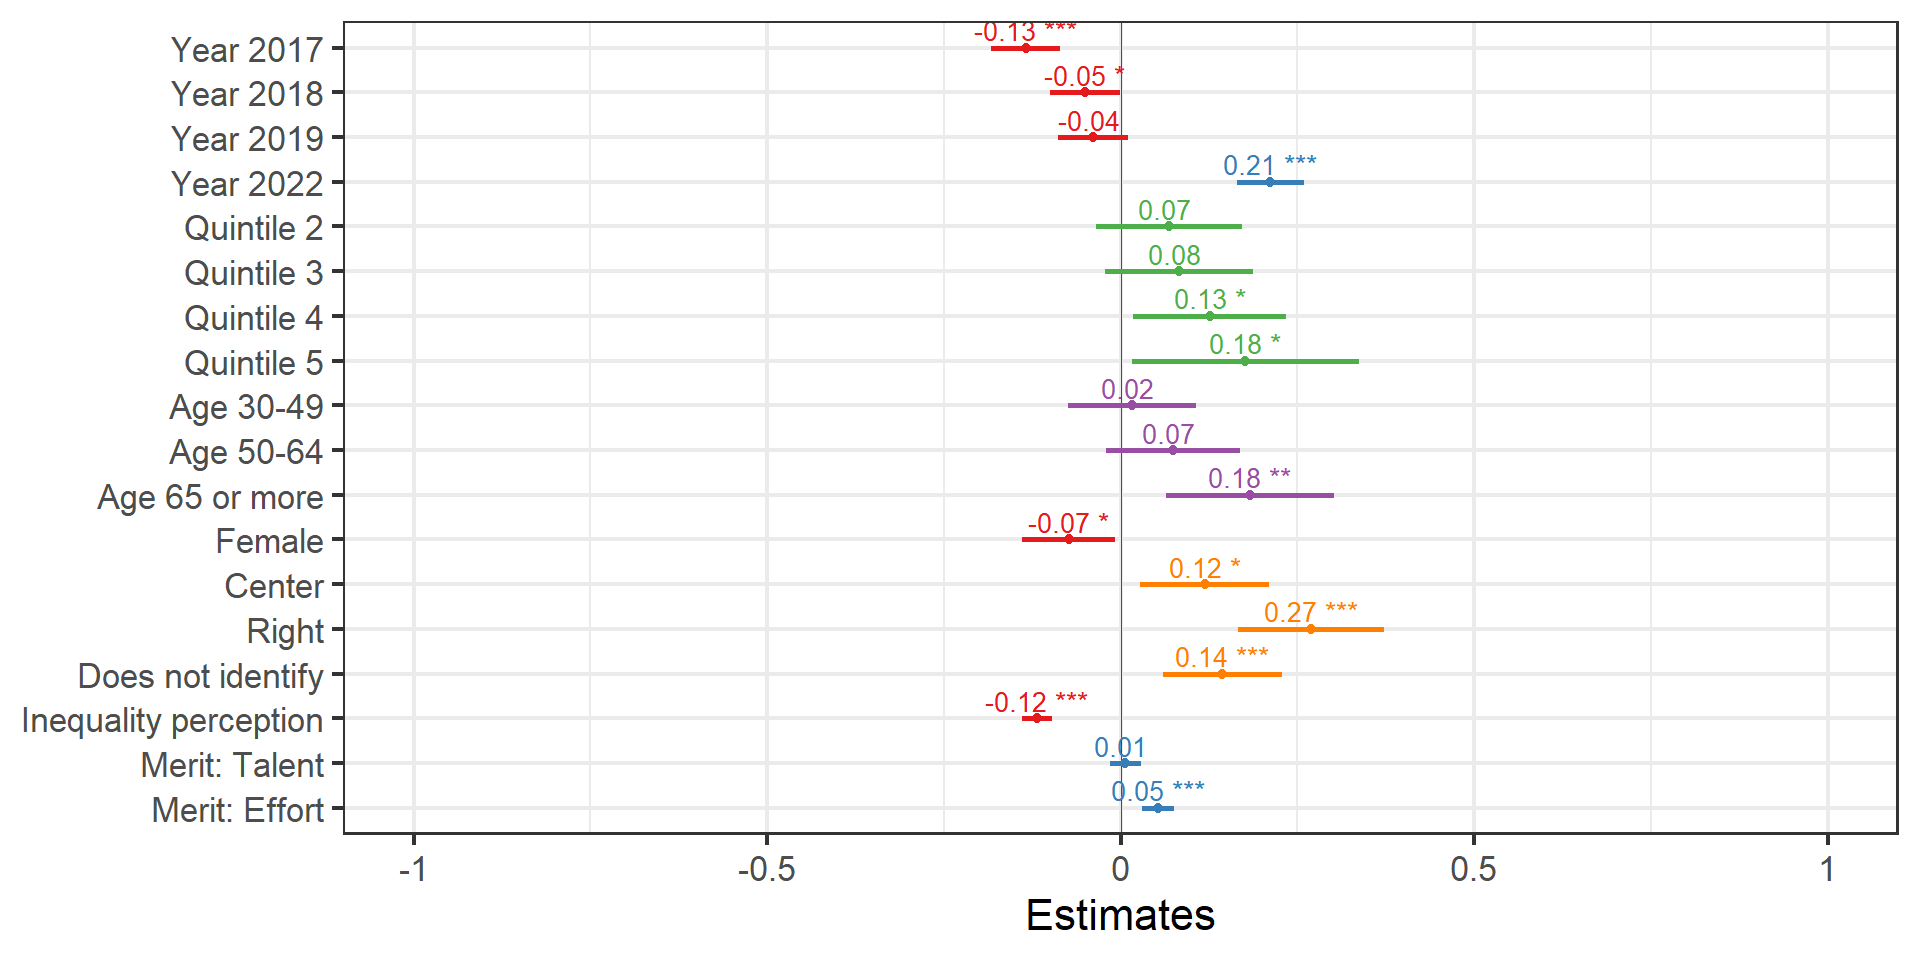 Year 2017 -0.13 ***
Year 2018 -0.05 *
Year 2019 -0.04
Year 2022 0.21 ***
Quintile 2 0.07
Quintile 3 0.08
Quintile 4 0.13 *
Quintile 5 0.18 *
Age 30-49 0.02
Age 50-64 0.07
Age 65 or more 0.18 **
Female -0.07 *
Center 0.12 *
Right 0.27 ***
Does not identify 0.14 ***
Inequality perception -0.12 ***
Merit: Talent 0.01
Merit: Effort 0.05 ***
-1 -0.5 0 0.5 1
Estimates